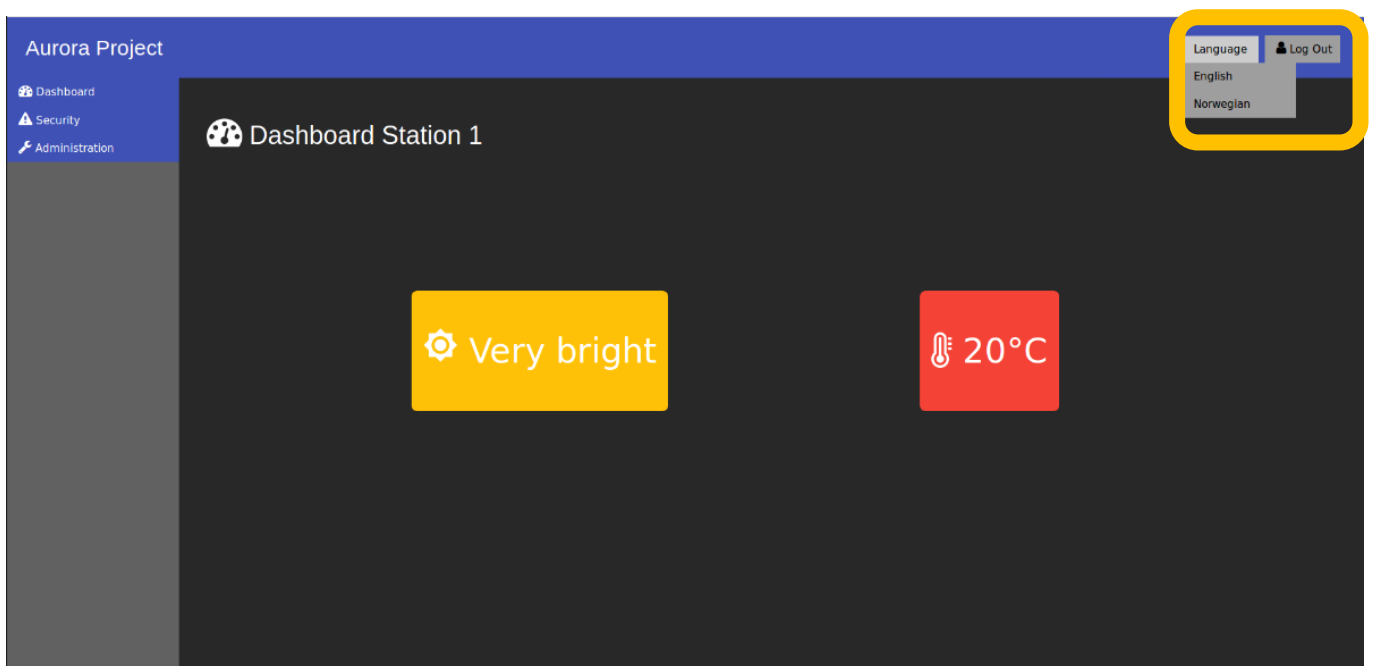 Aurora Project
Language
Log Out
English
Norwegian
Dashboard
Security
Administration
Dashboard Station 1
Very bright
20°C